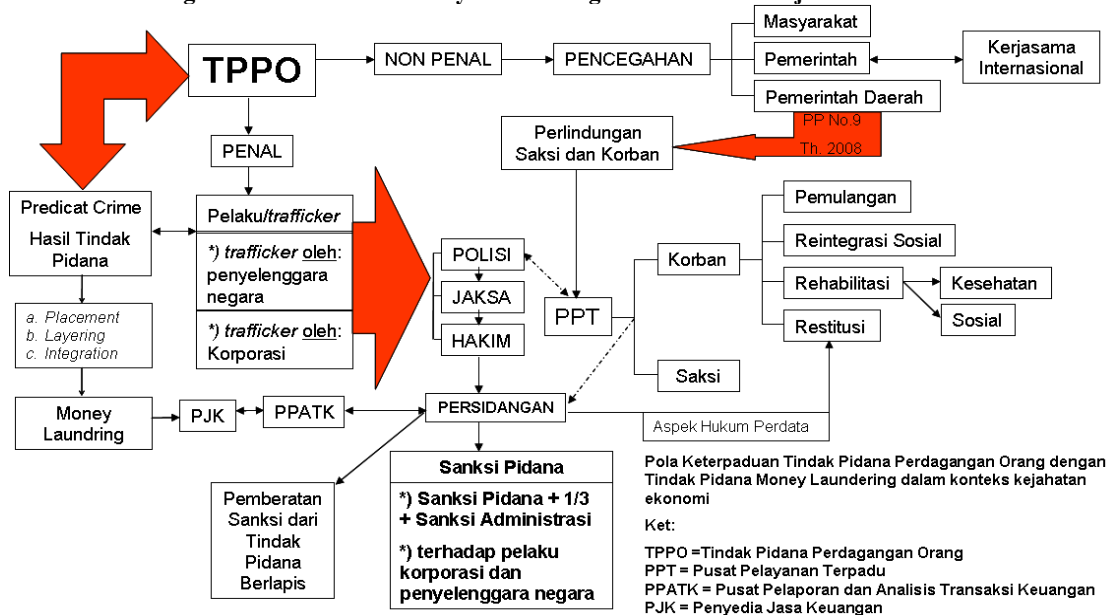 TPPO
NON PENAL
PENCEGAHAN
Masyarakat
Pemerintah
Pemerintah Daerah
Kerjasama
Internasional
PP No.9
Th. 2008
Perlindungan
Saksi dan Korban
PENAL
Predicat Crime
Hasil Tindak
Pidana
Pelaku/trafficker
*) trafficker oleh:
penyelenggara
negara
*) trafficker oleh:
Korporasi
a. Placement
b. Layering
c. Integration
Money
Laundring
PJK
PPATK
POLISI
JAKSA
HAKIM
PPT
PERSIDANGAN
Korban
Saksi
Pemulangan
Reintegrasi Sosial
Rehabilitasi
Restitusi
Kesehatan
Sosial
Aspek Hukum Perdata
Pemberatan
Sanksi dari
Tindak
Pidana
Berlapis
Sanksi Pidana
*) Sanksi Pidana + 1/3
+ Sanksi Administrasi
*) terhadap pelaku
korporasi dan
penyelenggara negara
Pola Keterpaduan Tindak Pidana Perdagangan Orang dengan
Tindak Pidana Money Laundering dalam konteks kejahatan
ekonomi
Ket:
TPPO =Tindak Pidana Perdagangan Orang
PPT = Pusat Pelayanan Terpadu
PPATK = Pusat Pelaporan dan Analisis Transaksi Keuangan
PJK = Penyedia Jasa Keuangan